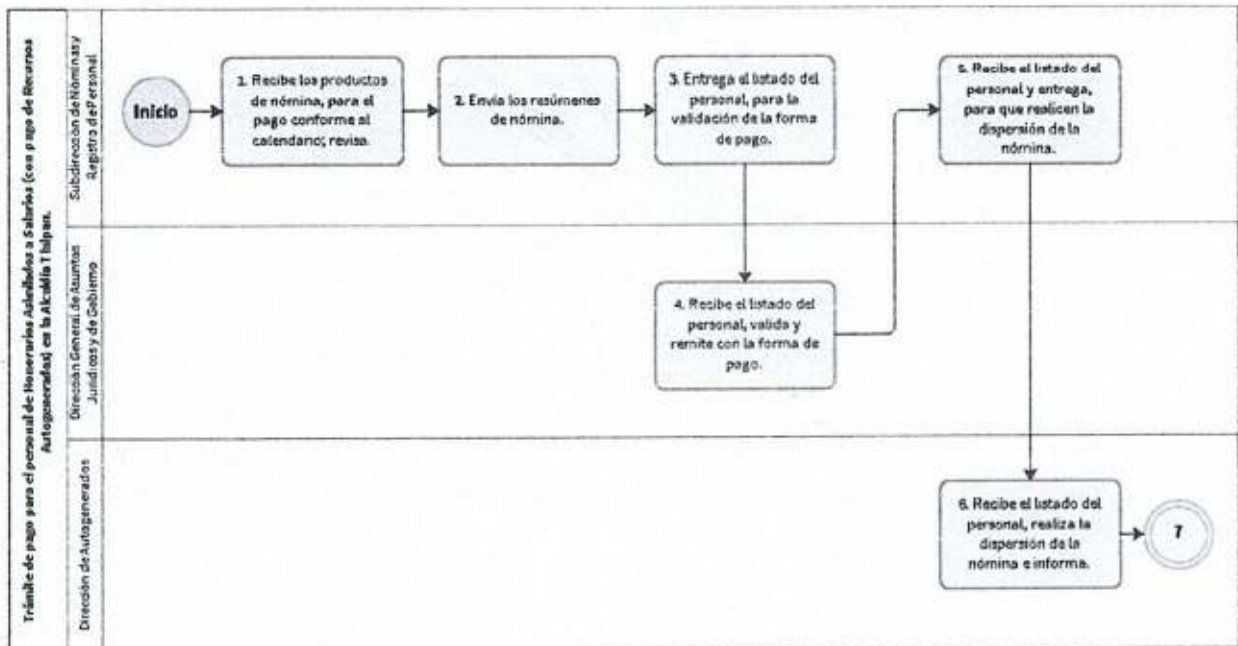 Trámite de pago para el personal de Honorarios Asimilados a Salarios (con pago de Recursos
Autogenerados) en la Alcaldía Tlalpan.
Subdirección de Nóminas y
Registro de Personal
Inicio
1. Recibe los productos
de nómina, para el
pago conforme al
calendario; revisa.
2. Envía los resúmenes
de nómina.
3. Entrega el listado del
personal, para la
validación de la forma
de pago.
5. Recibe el listado del
personal y entrega,
para que realicen la
dispersión de la
nómina.
Dirección General de Asuntos
Jurídicos y de Gobierno
4. Recibe el listado del
personal, valida y
remite con la forma de
pago.
Dirección de Autogenerados
6. Recibe el listado del
personal, realiza la
dispersión de la
nómina e informa.
7